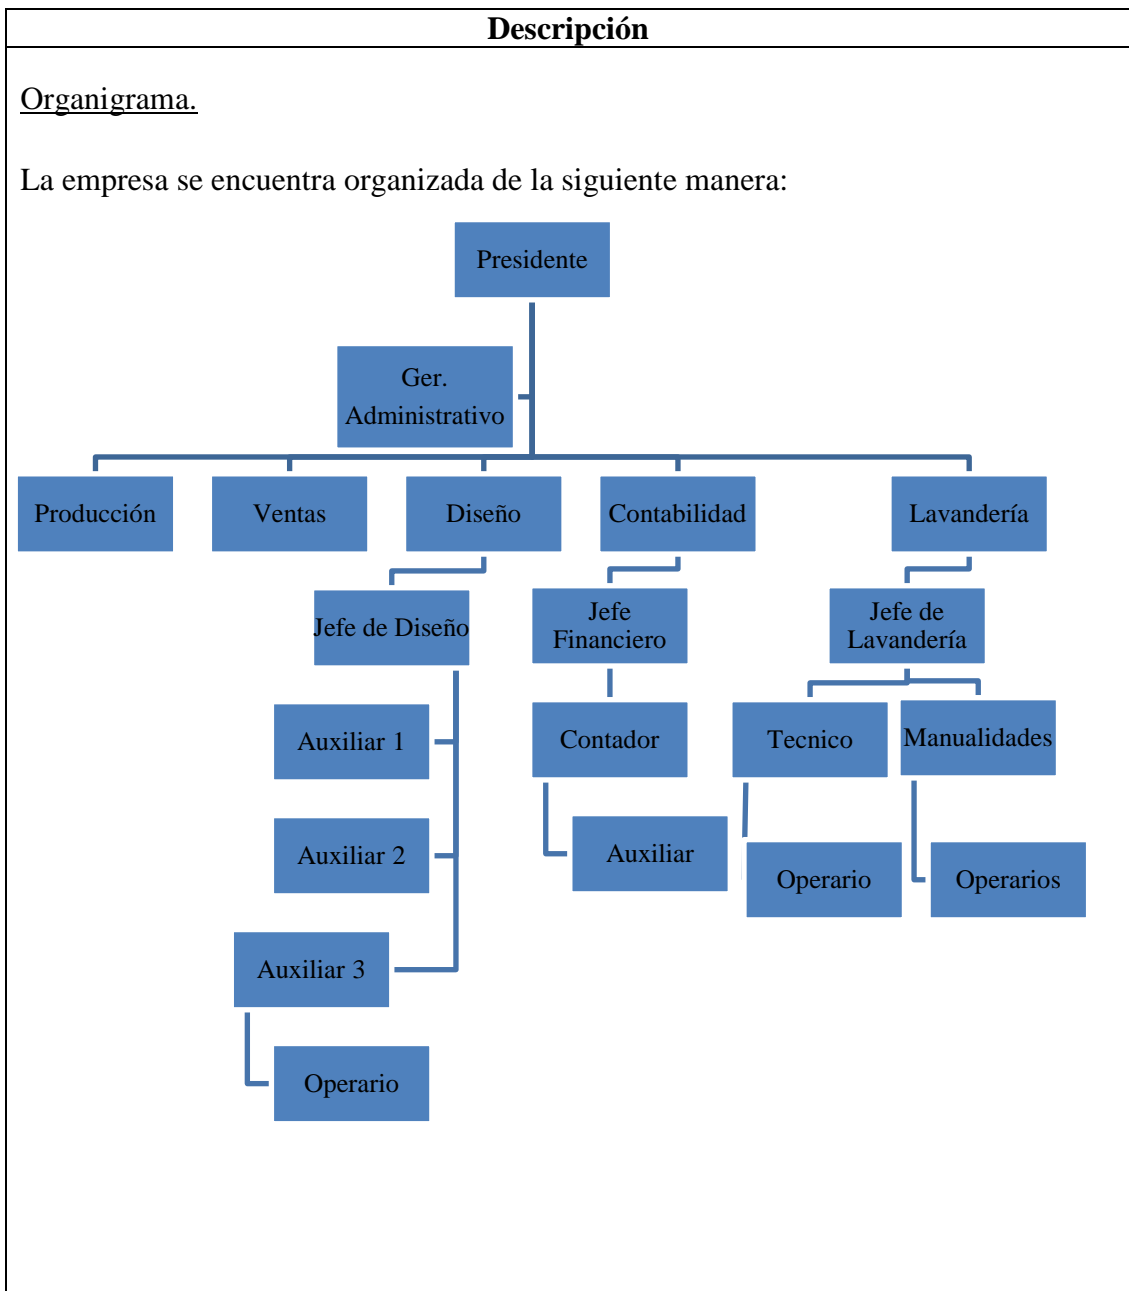 Descripción
Organigrama.
La empresa se encuentra organizada de la siguiente manera:
Presidente
Ger.
Administrativo
Producción
Ventas
Diseño
Contabilidad
Lavandería
Jefe de Diseño
Jefe
Financiero
Jefe de
Lavandería
Auxiliar 1
Contador
Tecnico
Manualidades
Auxiliar 2
Auxiliar
Operario
Operarios
Auxiliar 3
Operario